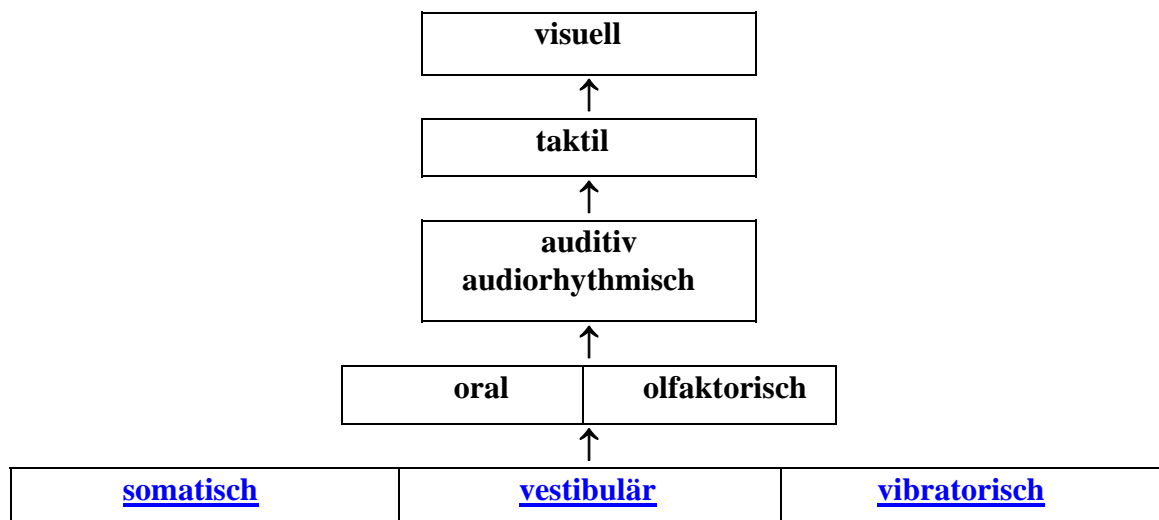 visuell
↑
taktil
↑
auditiv
audiorhythmisch
↑
oral olfaktorisch
↑
somatisch vestibulär vibratorisch